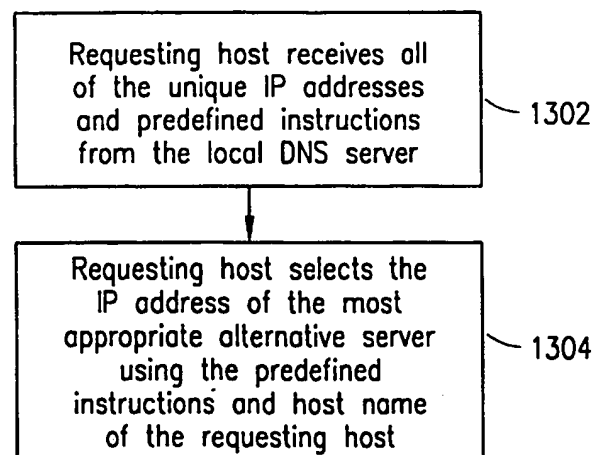 Requesting host receives all
of the unique IP addresses
and predefined instructions
from the local DNS server
1302
Requesting host selects the
IP address of the most
appropriate alternative server
using the predefined
instructions and host name
of the requesting host
1304